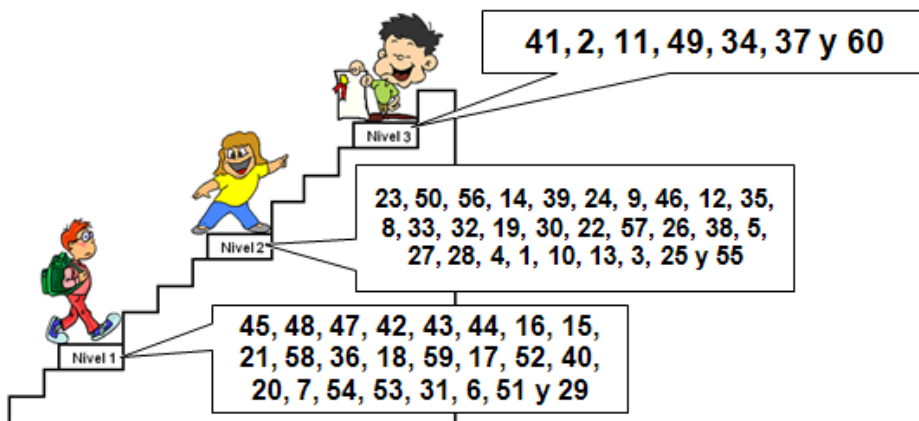 41, 2, 11, 49, 34, 37 y 60
Nivel 3
23, 50, 56, 14, 39, 24, 9, 46, 12, 35,
8, 33, 32, 19, 30, 22, 57, 26, 38, 5,
27, 28, 4, 1, 10, 13, 3, 25 y 55
Nivel 2
45, 48, 47, 42, 43, 44, 16, 15,
21, 58, 36, 18, 59, 17, 52, 40,
20, 7, 54, 53, 31, 6, 51 y 29
Nivel 1